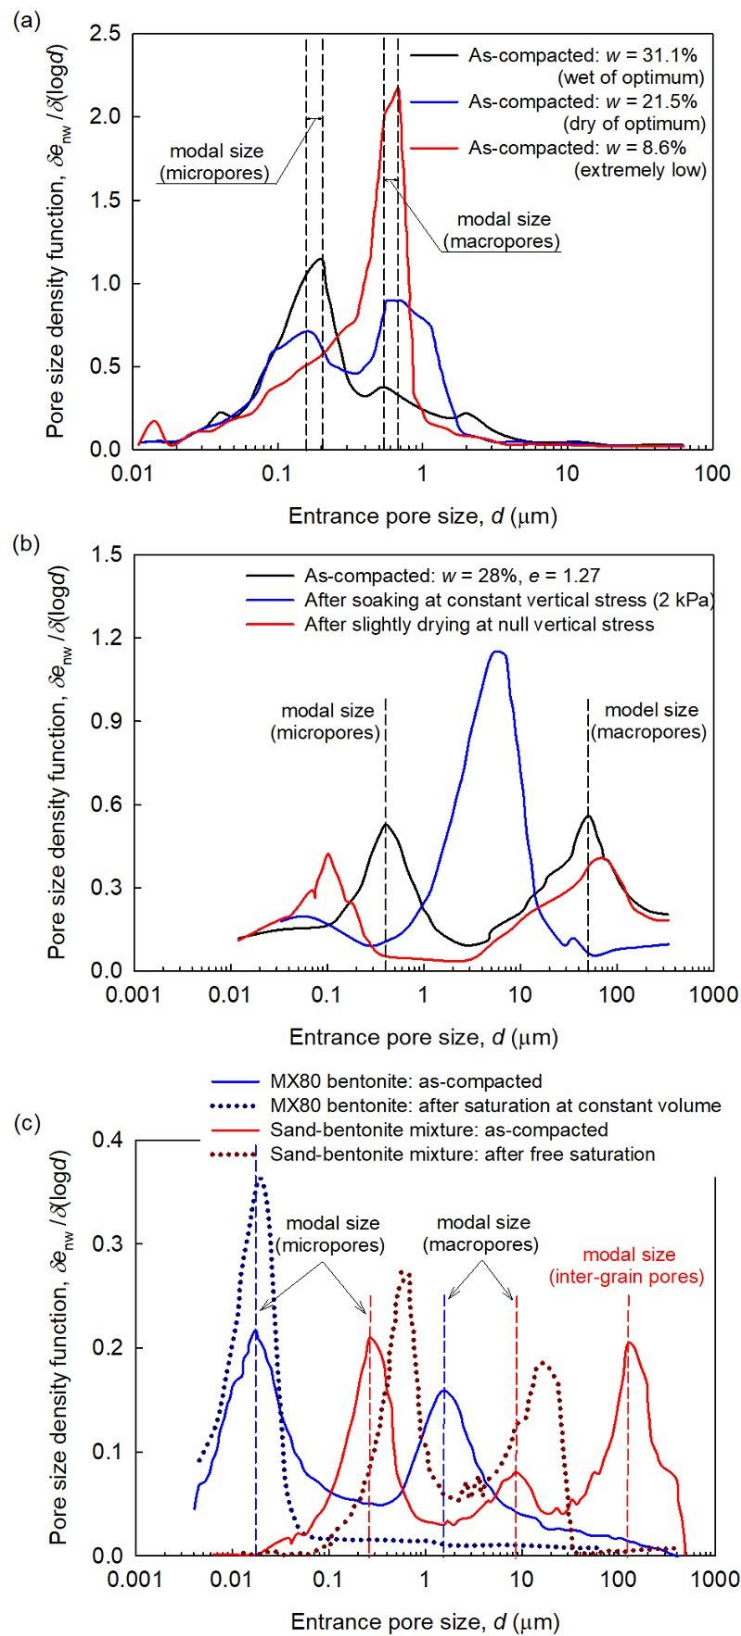 (a)
2.5
2.0
1.5
1.0
0.5
0.0
Pore size density function, δe_nw /δ(logd)
As-compacted: w = 31.1%
(wet of optimum)
As-compacted: w = 21.5%
(dry of optimum)
As-compacted: w = 8.6%
(extremely low)
modal size
(micropores)
modal size
(macropores)
0.01 0.1 1 10 100
Entrance pore size, d (μm)
(b)
1.5
1.2
0.9
0.6
0.3
0.0
Pore size density function, δe_nw /δ(logd)
As-compacted: w = 28%, e = 1.27
After soaking at constant vertical stress (2 kPa)
After slightly drying at null vertical stress
modal size
(micropores)
model size
(macropores)
0.001 0.01 0.1 1 10 100 1000
Entrance pore size, d (μm)
MX80 bentonite: as-compacted
MX80 bentonite: after saturation at constant volume
Sand-bentonite mixture: as-compacted
Sand-bentonite mixture: after free saturation
(c)
0.4
0.3
0.2
0.1
0.0
Pore size density function, δe_nw /δ(logd)
modal size
(micropores)
modal size
(macropores)
modal size
(inter-grain pores)
0.001 0.01 0.1 1 10 100 1000
Entrance pore size, d (μm)